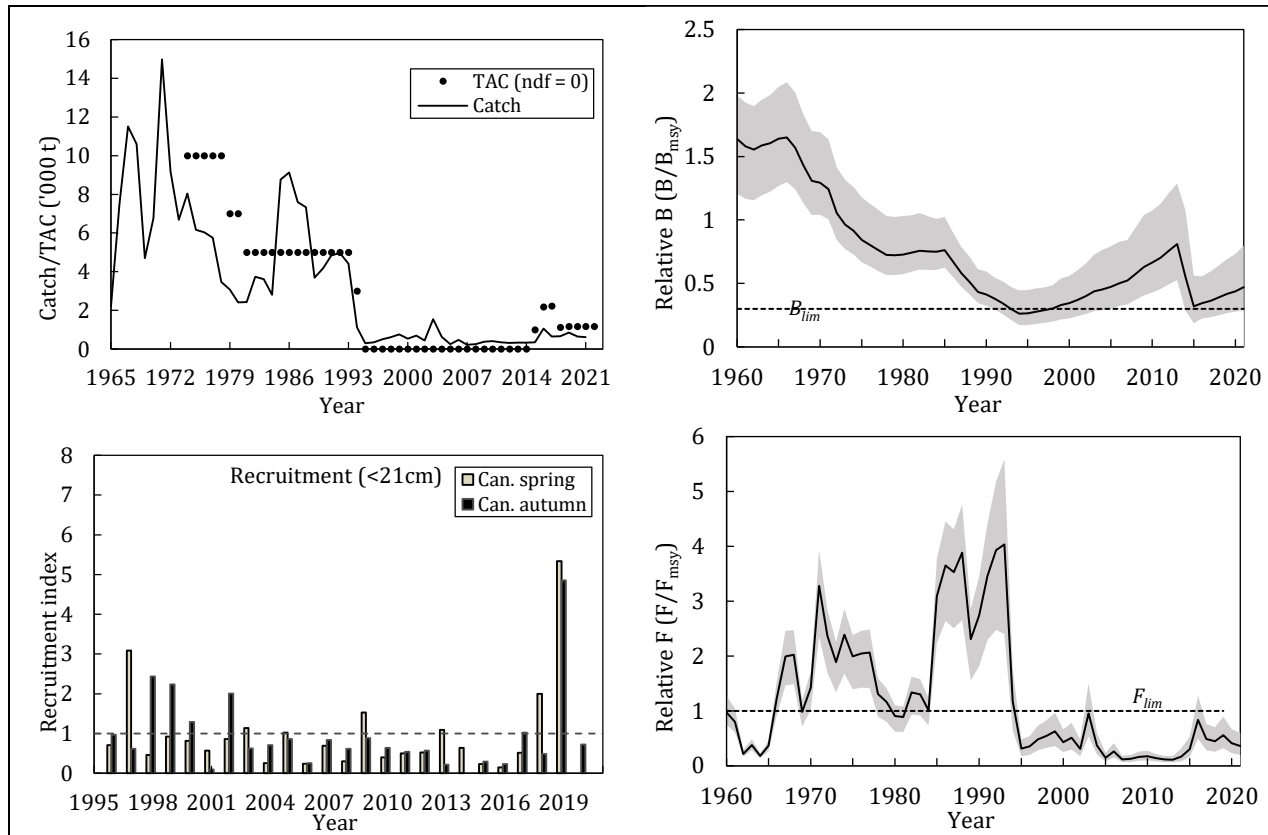 16
14
12
10
8
6
4
2
0
Catch/TAC ('000 t)
TAC (ndf = 0)
Catch
1965 1972 1979 1986 1993 2000 2007 2014 2021
Year
2.5
2
1.5
1
0.5
0
Relative B (B/Bmsy)
Blim
1960 1970 1980 1990 2000 2010 2020
Year
8
7
6
5
4
3
2
1
0
Recruitment index
Recruitment (<21cm)
Can. spring
Can. autumn
1995 1998 2001 2004 2007 2010 2013 2016 2019
Year
6
5
4
3
2
1
0
Relative F (F/Fmsy)
Flim
1960 1970 1980 1990 2000 2010 2020
Year